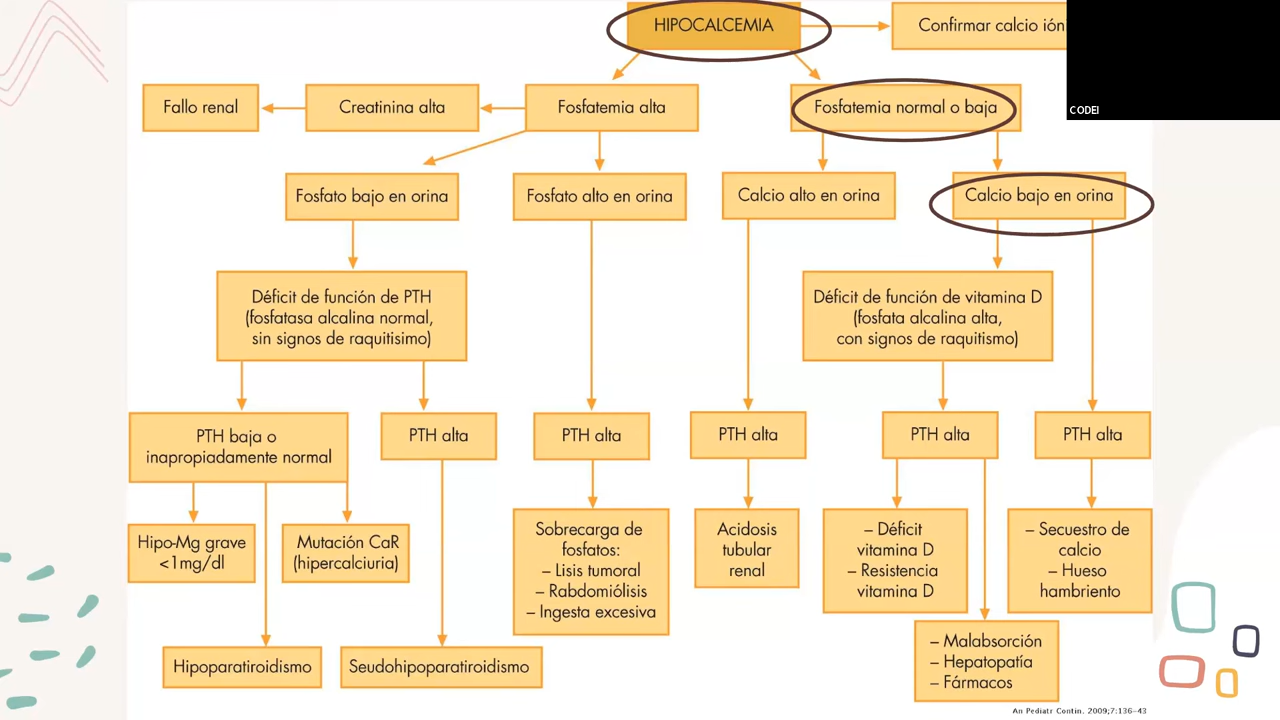 HIPOCALCEMIA
Confirmar calcio ióni
CODEI
Fallo renal
Creatinina alta
Fosfatemia alta
Fosfatemia normal o baja
Fosfato bajo en orina
Fosfato alto en orina
Calcio alto en orina
Calcio bajo en orina
Déficit de función de PTH
(fosfatasa alcalina normal,
sin signos de raquitisimo)
Déficit de función de vitamina D
(fosfata alcalina alta,
con signos de raquitismo)
PTH baja o
inapropiadamente normal
PTH alta
PTH alta
PTH alta
PTH alta
PTH alta
Hipo-Mg grave
<1mg/dl
Mutación CaR
(hipercalciuria)
Sobrecarga de
fosfatos:
– Lisis tumoral
– Rabdomiólisis
– Ingesta excesiva
Acidosis
tubular
renal
– Déficit
vitamina D
– Resistencia
vitamina D
– Secuestro de
calcio
– Hueso
hambriento
Hipoparatiroidismo
Seudohipoparatiroidismo
– Malabsorción
– Hepatopatía
– Fármacos
An Pediatr Contin. 2009;7:136-43